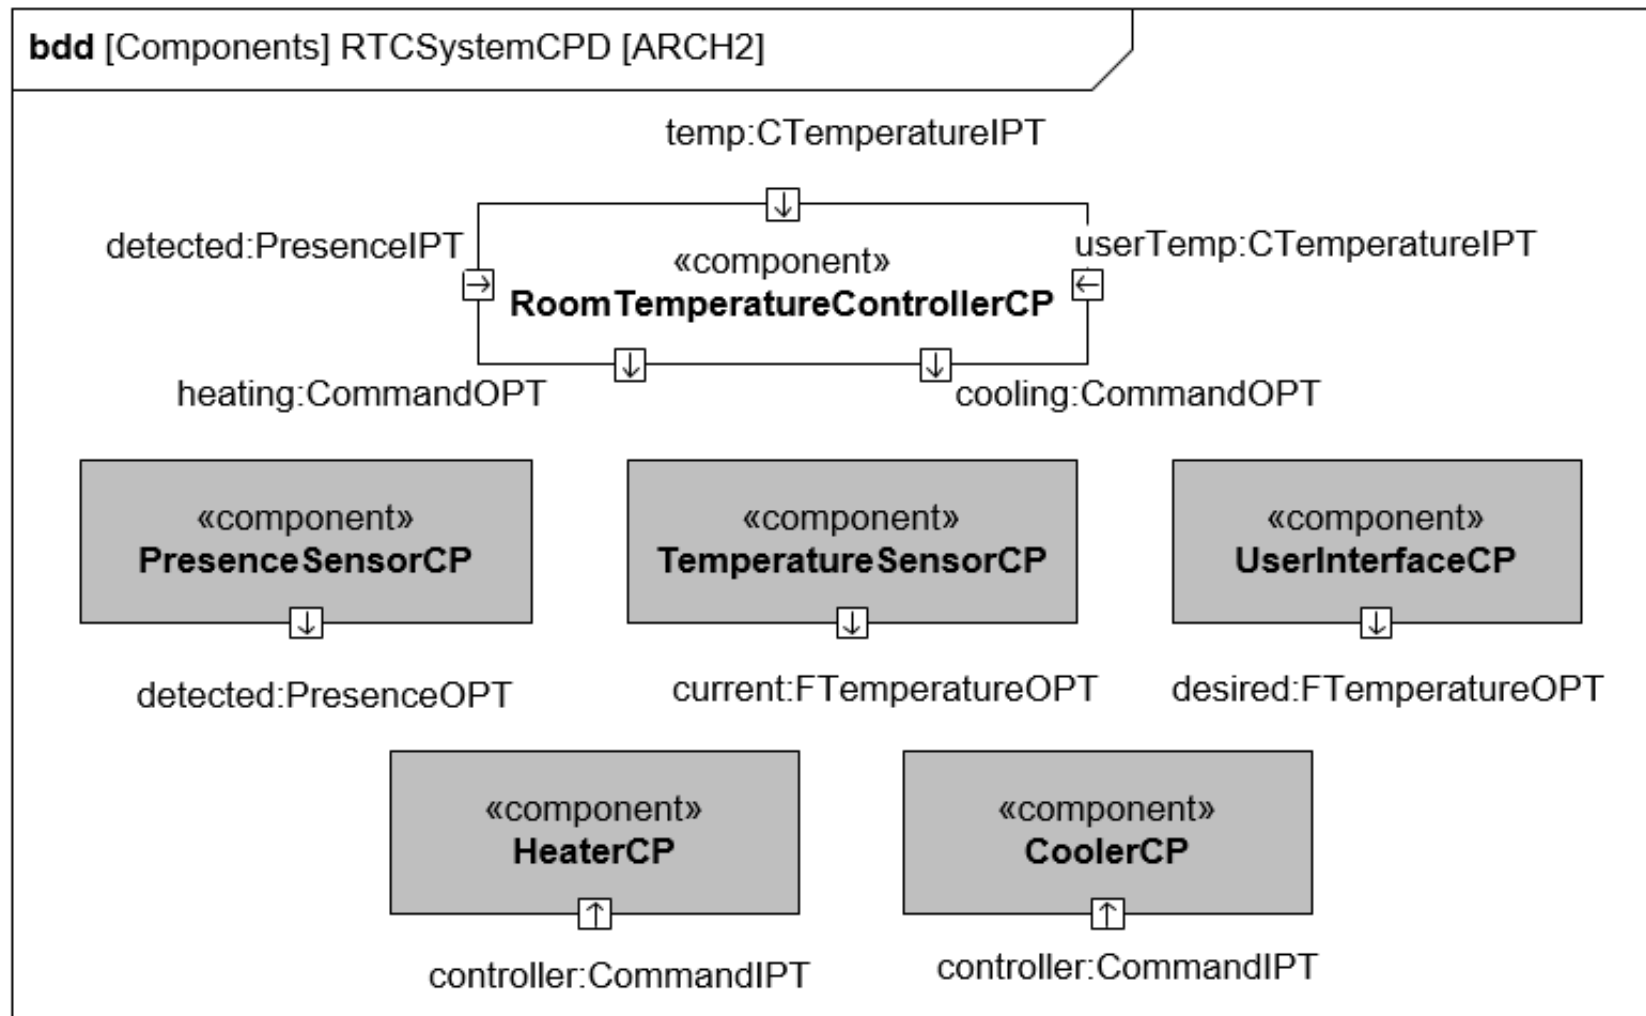 bdd [Components] RTCSystemCPD [ARCH2]
temp:CTemperatureIPT
detected:PresenceIPT
userTemp:CTemperatureIPT
«component»
RoomTemperatureControllerCP
heating:CommandOPT
cooling:CommandOPT
«component»
PresenceSensorCP
«component»
TemperatureSensorCP
«component»
UserInterfaceCP
detected:PresenceOPT
current:FTemperatureOPT
desired:FTemperatureOPT
«component»
HeaterCP
«component»
CoolerCP
controller:CommandIPT
controller:CommandIPT